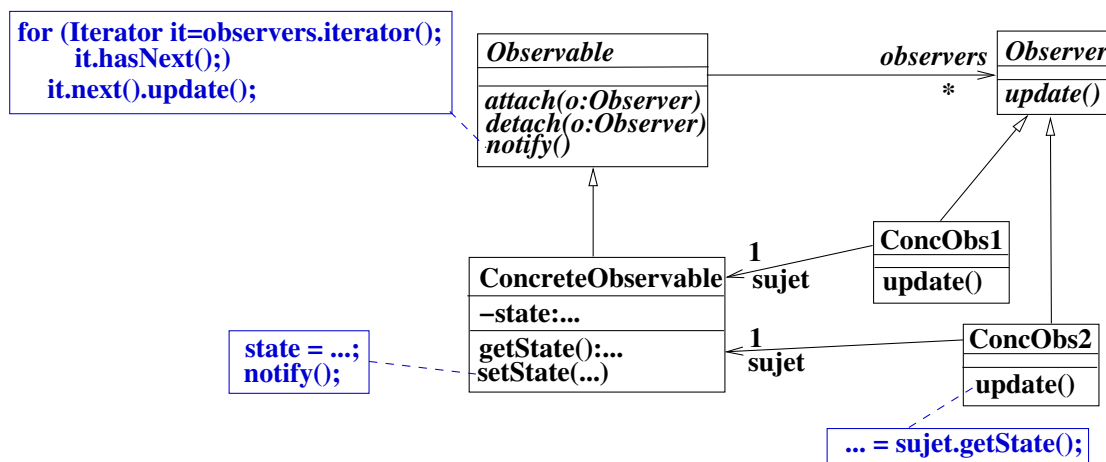 for (Iterator it=observers.iterator();
it.hasNext();)
it.next().update();
Observable
attach(o:Observer)
detach(o:Observer)
notify()
observers
*
Observer
update()
ConcObs1
update()
1
sujet
ConcreteObservable
−state:...
getState():...
setState(...)
state = ...;
notify();
1
sujet
ConcObs2
update()
... = sujet.getState();